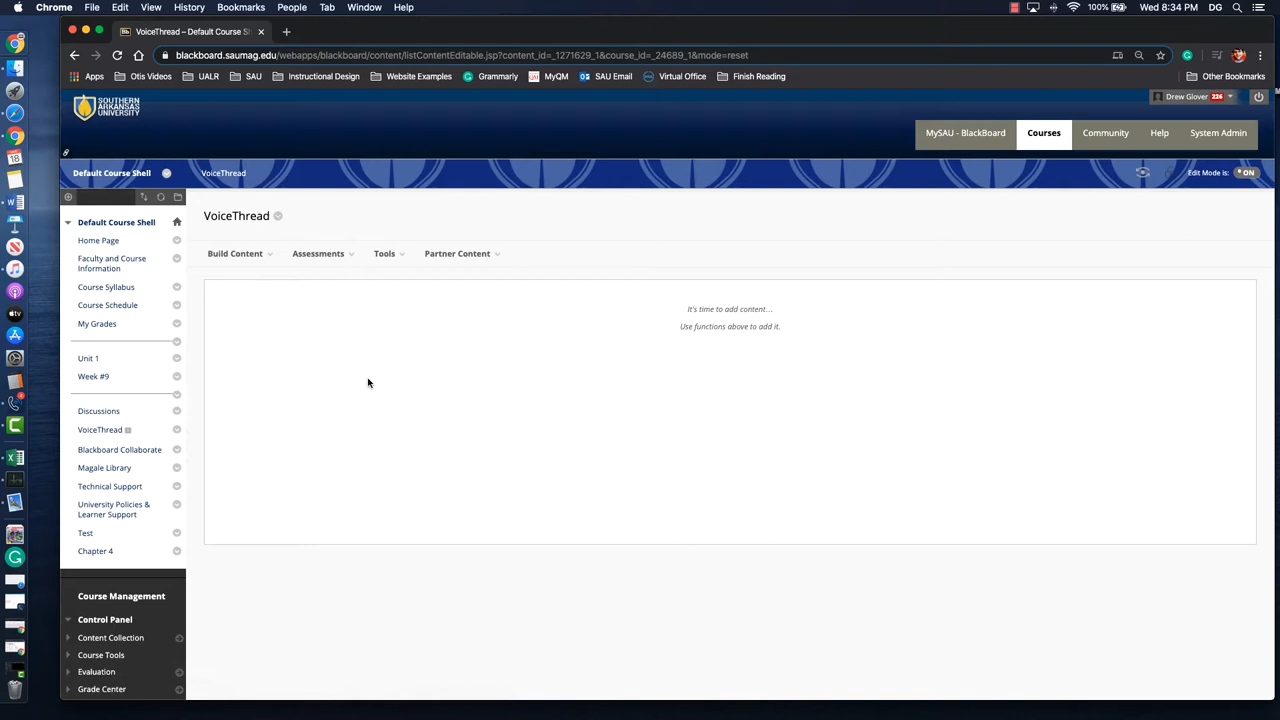 Chrome File Edit View History Bookmarks People Tab Window Help 100% Wed 8:34 PM DG
VoiceThread – Default Course S
blackboard.saumag.edu/webapps/blackboard/content/listContentEditable.jsp?content_id=_1271629_1&course_id=_24689_1&mode=reset
Apps Otis Videos UALR SAU Instructional Design Website Examples Grammarly MyQM SAU Email Virtual Office Finish Reading Other Bookmarks
SOUTHERN
ARKANSAS
UNIVERSITY
Drew Glover 226
MySAU - BlackBoard Courses Community Help System Admin
Default Course Shell VoiceThread Edit Mode is: ON
Default Course Shell
Home Page
Faculty and Course
Information
Course Syllabus
Course Schedule
My Grades
Unit 1
Week #9
Discussions
VoiceThread
Blackboard Collaborate
Magale Library
Technical Support
University Policies &
Learner Support
Test
Chapter 4
Course Management
Control Panel
Content Collection
Course Tools
Evaluation
Grade Center
VoiceThread
Build Content Assessments Tools Partner Content
It's time to add content...
Use functions above to add it.